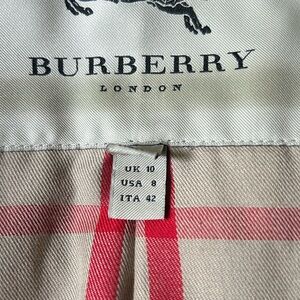 BURBERRY
LONDON
UK 10
USA 8
ITA 42